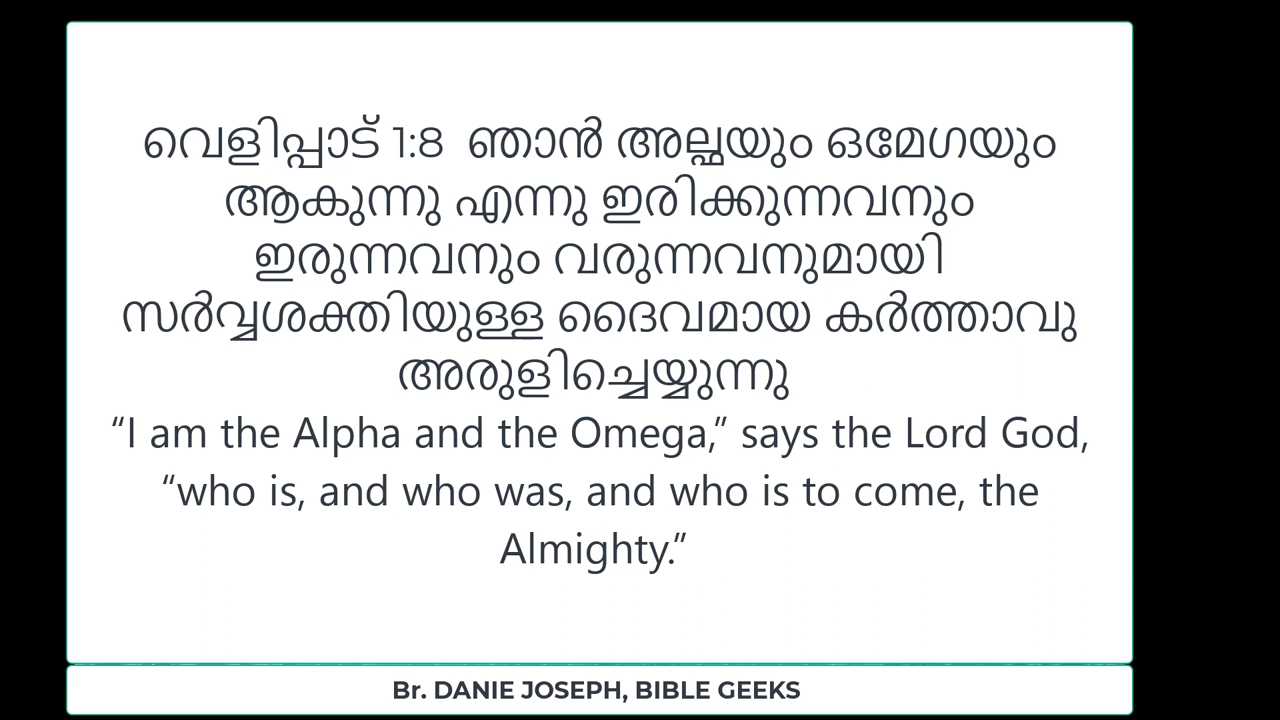 വെളിപ്പാട് 1:8 ഞാൻ അല്ഫയും ഒമേഗയും
ആകുന്നു എന്നു ഇരിക്കുന്നവനും
ഇരുന്നവനും വരുന്നവനുമായി
സർവ്വശക്തിയുള്ള ദൈവമായ കർത്താവു
അരുളിച്ചെയ്യുന്നു
“I am the Alpha and the Omega,” says the Lord God,
“who is, and who was, and who is to come, the
Almighty.”
Br. DANIE JOSEPH, BIBLE GEEKS